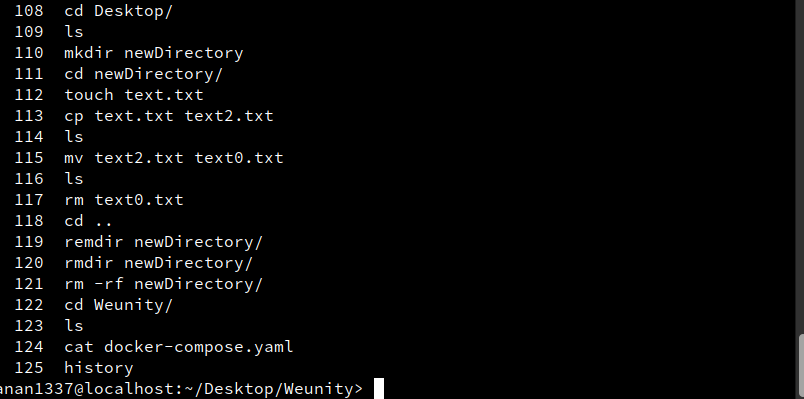 108 cd Desktop/
109 ls
110 mkdir newDirectory
111 cd newDirectory/
112 touch text.txt
113 cp text.txt text2.txt
114 ls
115 mv text2.txt text0.txt
116 ls
117 rm text0.txt
118 cd ..
119 remdir newDirectory/
120 rmdir newDirectory/
121 rm -rf newDirectory/
122 cd Weunity/
123 ls
124 cat docker-compose.yaml
125 history
anan1337@localhost:~/Desktop/Weunity>